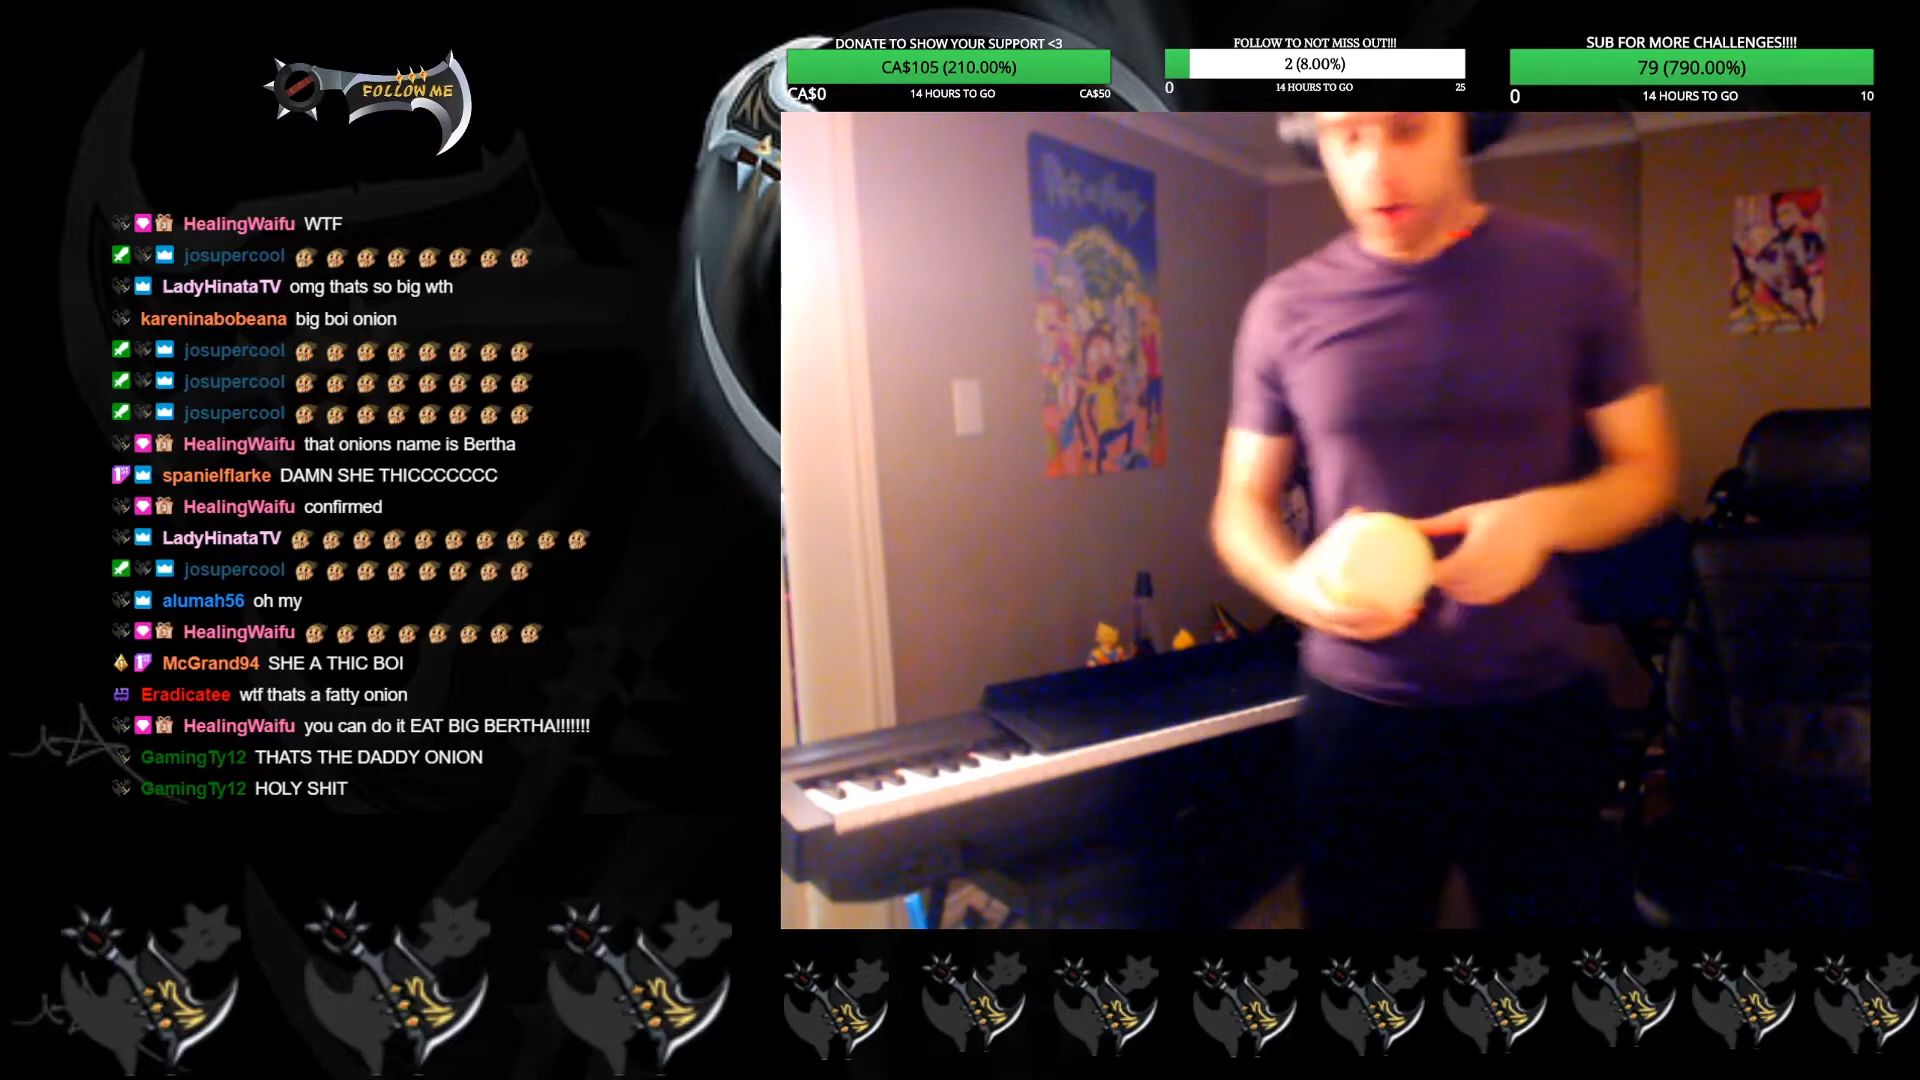 FOLLOW ME
DONATE TO SHOW YOUR SUPPORT <3
CA$105 (210.00%)
CA$0
14 HOURS TO GO
CA$50
FOLLOW TO NOT MISS OUT!!!
2 (8.00%)
0
14 HOURS TO GO
25
SUB FOR MORE CHALLENGES!!!!
79 (790.00%)
0
14 HOURS TO GO
10
HealingWaifu WTF
josupercool
LadyHinataTV omg thats so big wth
kareninabobeana big boi onion
josupercool
josupercool
josupercool
HealingWaifu that onions name is Bertha
spanielflarke DAMN SHE THICCCCCCC
HealingWaifu confirmed
LadyHinataTV
josupercool
alumah56 oh my
HealingWaifu
McGrand94 SHE A THIC BOI
Eradicatee wtf thats a fatty onion
HealingWaifu you can do it EAT BIG BERTHA!!!!!!!
GamingTy12 THATS THE DADDY ONION
GamingTy12 HOLY SHIT